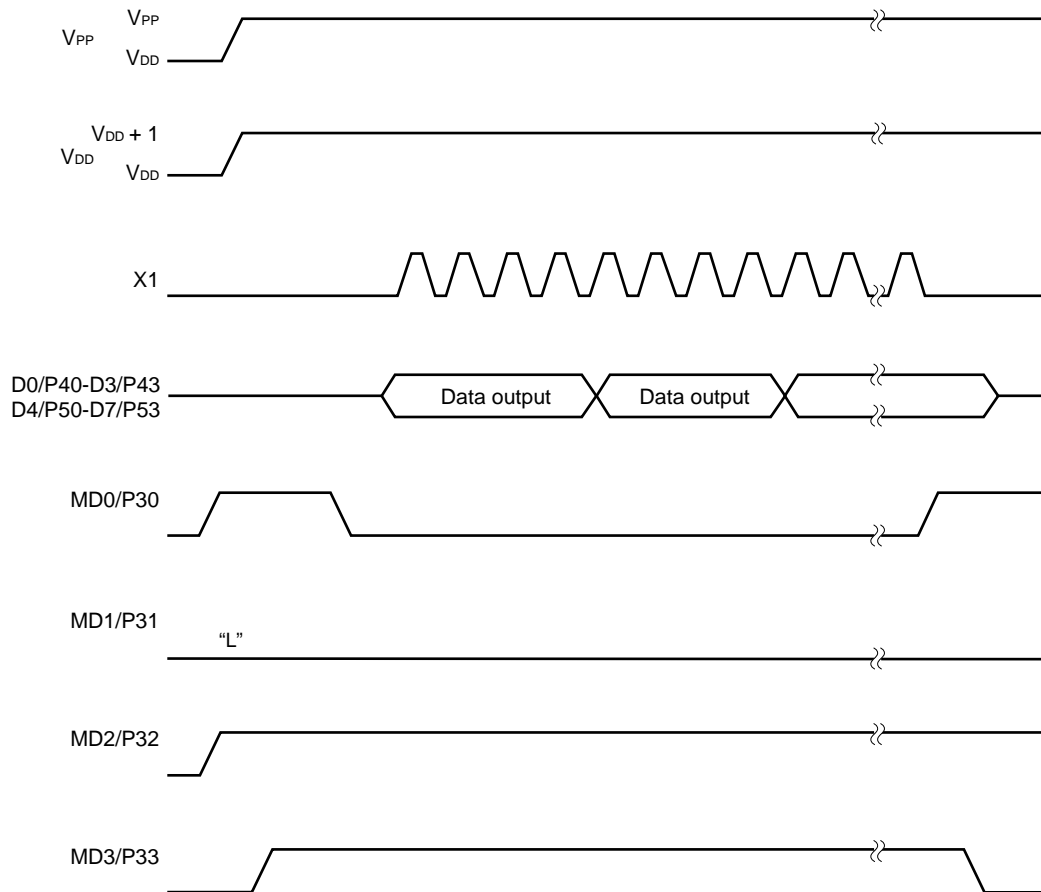 VPP
VPP
VDD
VDD + 1
VDD
VDD
X1
D0/P40-D3/P43
D4/P50-D7/P53
Data output
Data output
MD0/P30
MD1/P31
“L”
MD2/P32
MD3/P33